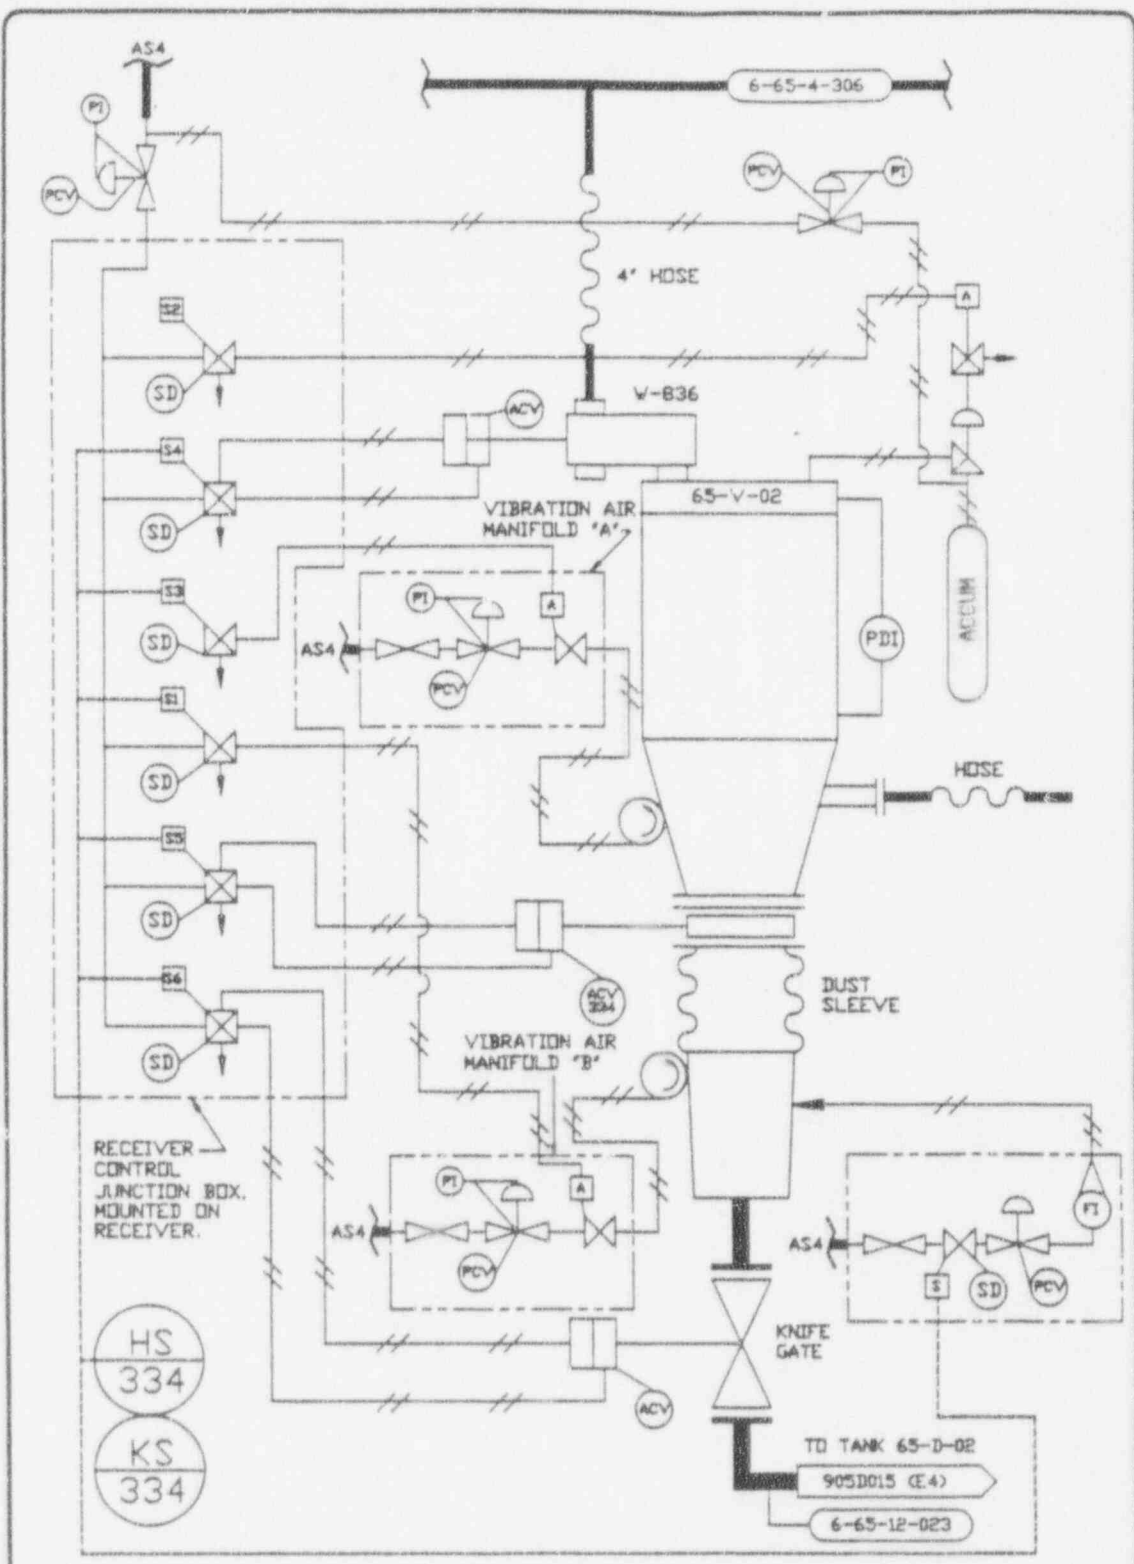 AS4
6-65-4-306
PI
PCV
PCV
PI
4" HOSE
A
S2
SD
W-836
ACV
S4
SD
65-V-02
VIBRATION AIR
MANIFOLD "A"
S3
SD
PI
A
AS4
PCV
PDI
ACCUM
S1
SD
HOSE
S5
SD
ACV
334
DUST
SLEEVE
S6
SD
VIBRATION AIR
MANIFOLD "B"
RECEIVER
CONTROL
JUNCTION BOX,
MOUNTED ON
RECEIVER.
PI
A
AS4
PCV
FI
AS4
S
SD
PCV
KNIFE
GATE
ACV
HS
334
KS
334
TO TANK 65-D-02
905D015 (E4)
6-65-12-023